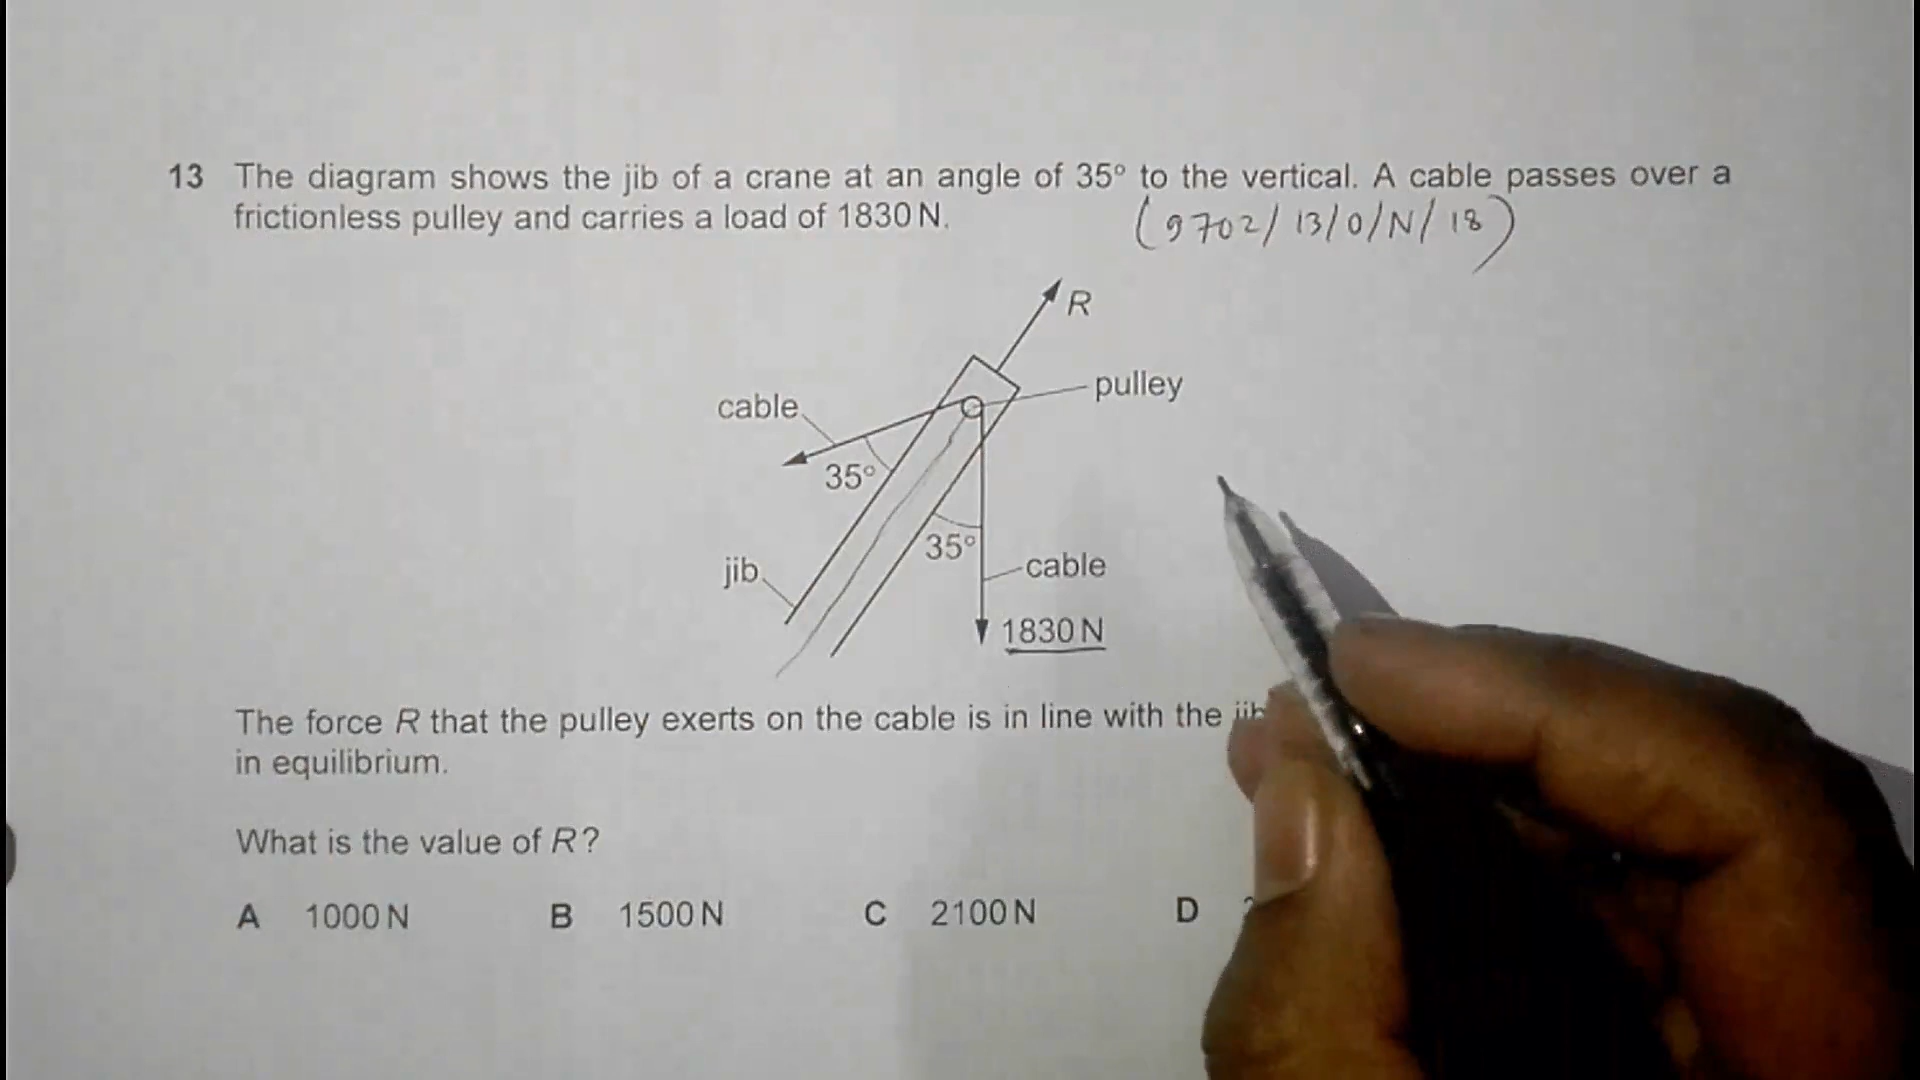 13 The diagram shows the jib of a crane at an angle of 35° to the vertical. A cable passes over a
frictionless pulley and carries a load of 1830 N.
(9702/13/O/N/18)
R
pulley
cable
35°
35°
jib
cable
1830 N
The force R that the pulley exerts on the cable is in line with the jib
in equilibrium.
What is the value of R?
A 1000 N B 1500 N C 2100 N D